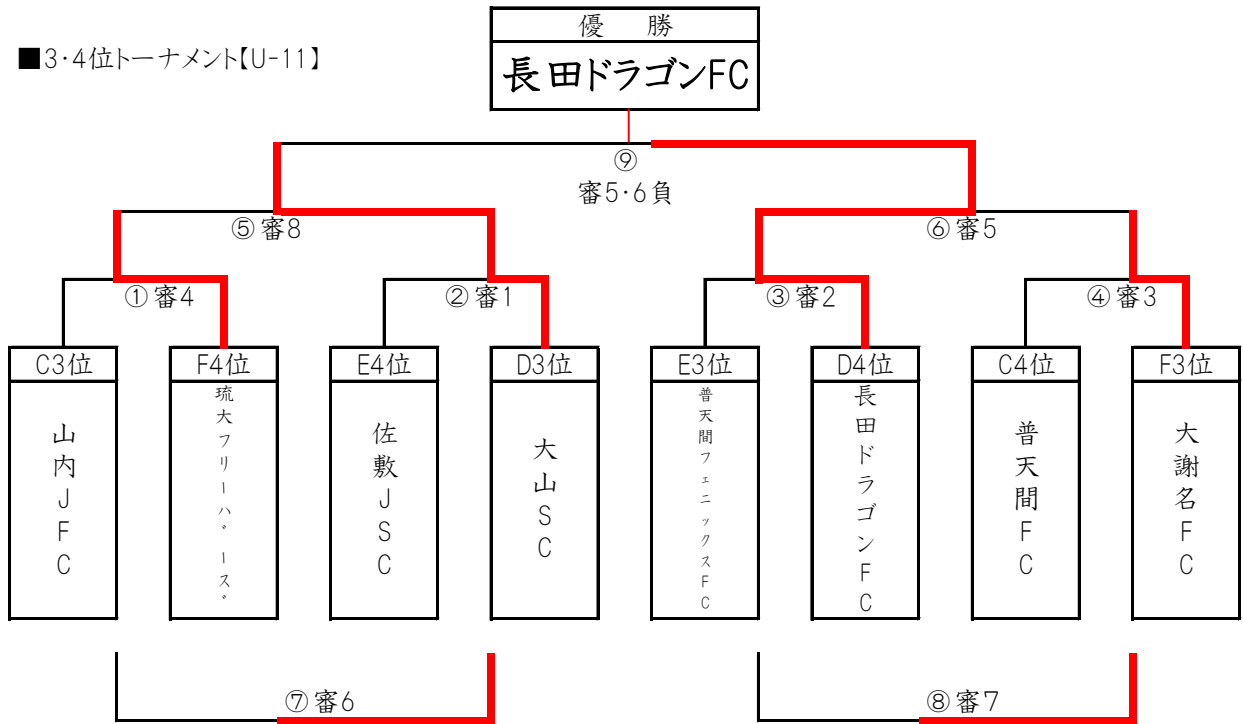 優 勝
長田ドラゴンFC
■3・4位トーナメント【U-11】
⑨
審5・6負
⑤審8
⑥審5
①審4
②審1
③審2
④審3
C3位
F4位
E4位
D3位
E3位
D4位
C4位
F3位
山内JFC
琉大フリーバーズ
佐敷JSC
大山SC
普天間フェニックスFC
長田ドラゴンFC
普天間FC
大謝名FC
⑦審6
⑧審7